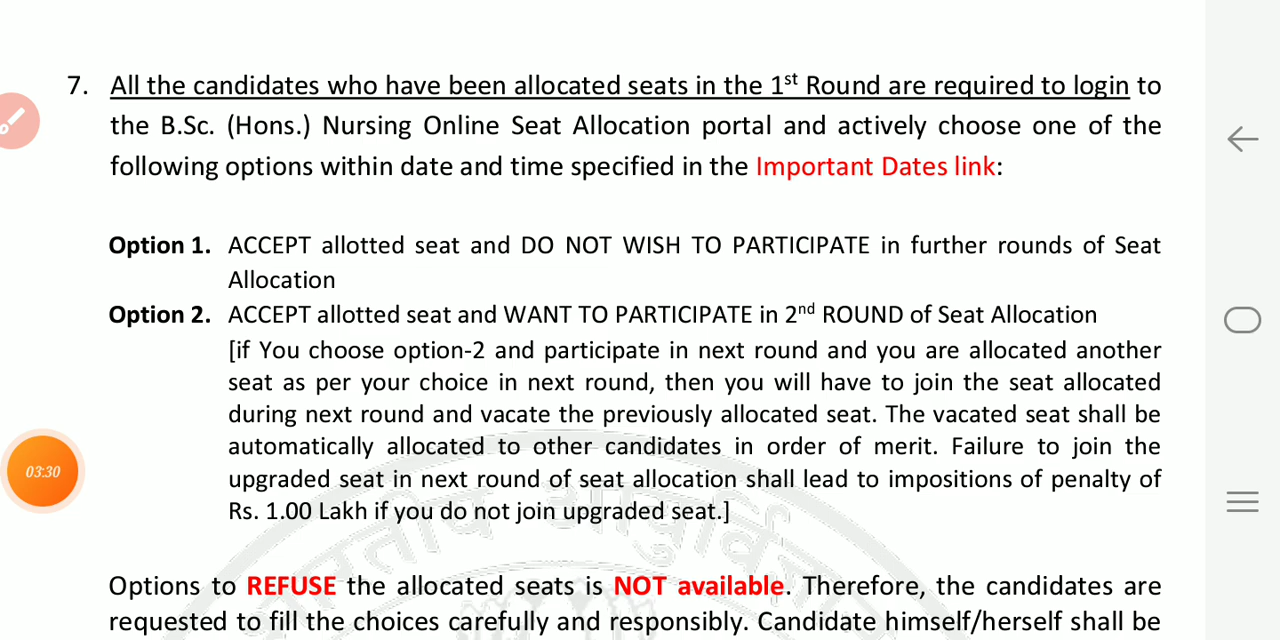 7. All the candidates who have been allocated seats in the 1st Round are required to login to
the B.Sc. (Hons.) Nursing Online Seat Allocation portal and actively choose one of the
following options within date and time specified in the Important Dates link:
Option 1. ACCEPT allotted seat and DO NOT WISH TO PARTICIPATE in further rounds of Seat
Allocation
Option 2. ACCEPT allotted seat and WANT TO PARTICIPATE in 2nd ROUND of Seat Allocation
[if You choose option-2 and participate in next round and you are allocated another
seat as per your choice in next round, then you will have to join the seat allocated
during next round and vacate the previously allocated seat. The vacated seat shall be
automatically allocated to other candidates in order of merit. Failure to join the
03:30
upgraded seat in next round of seat allocation shall lead to impositions of penalty of
Rs. 1.00 Lakh if you do not join upgraded seat.]
Options to REFUSE the allocated seats is NOT available. Therefore, the candidates are
requested to fill the choices carefully and responsibly. Candidate himself/herself shall be